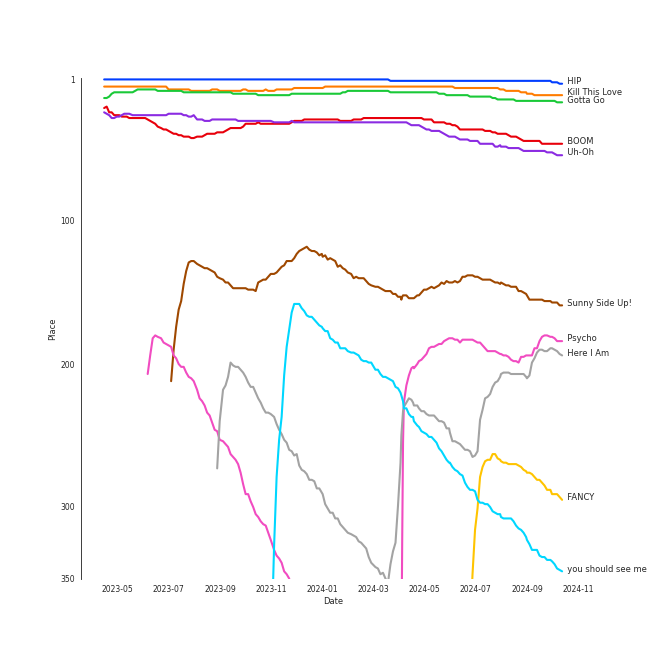 1
HIP
Kill This Love
Gotta Go
BOOM
Uh-Oh
100
Sunny Side Up!
Place
Psycho
Here I Am
200
FANCY
300
you should see me
350
2023-05 2023-07 2023-09 2023-11 2024-01 2024-03 2024-05 2024-07 2024-09 2024-11
Date